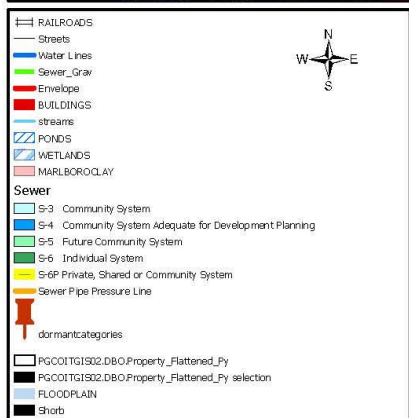 RAILROADS
Streets
Water Lines
Sewer_Grav
Envelope
BUILDINGS
streams
PONDS
WETLANDS
MARLBOROCLAY
N
W E
S
Sewer
S-3 Community System
S-4 Community System Adequate for Development Planning
S-5 Future Community System
S-6 Individual System
S-6P Private, Shared or Community System
Sewer Pipe Pressure Line
dormantcategories
PGCOITGIS02.DBO.Property_Flattened_Py
PGCOITGIS02.DBO.Property_Flattened_Py selection
FLOODPLAIN
Shorb